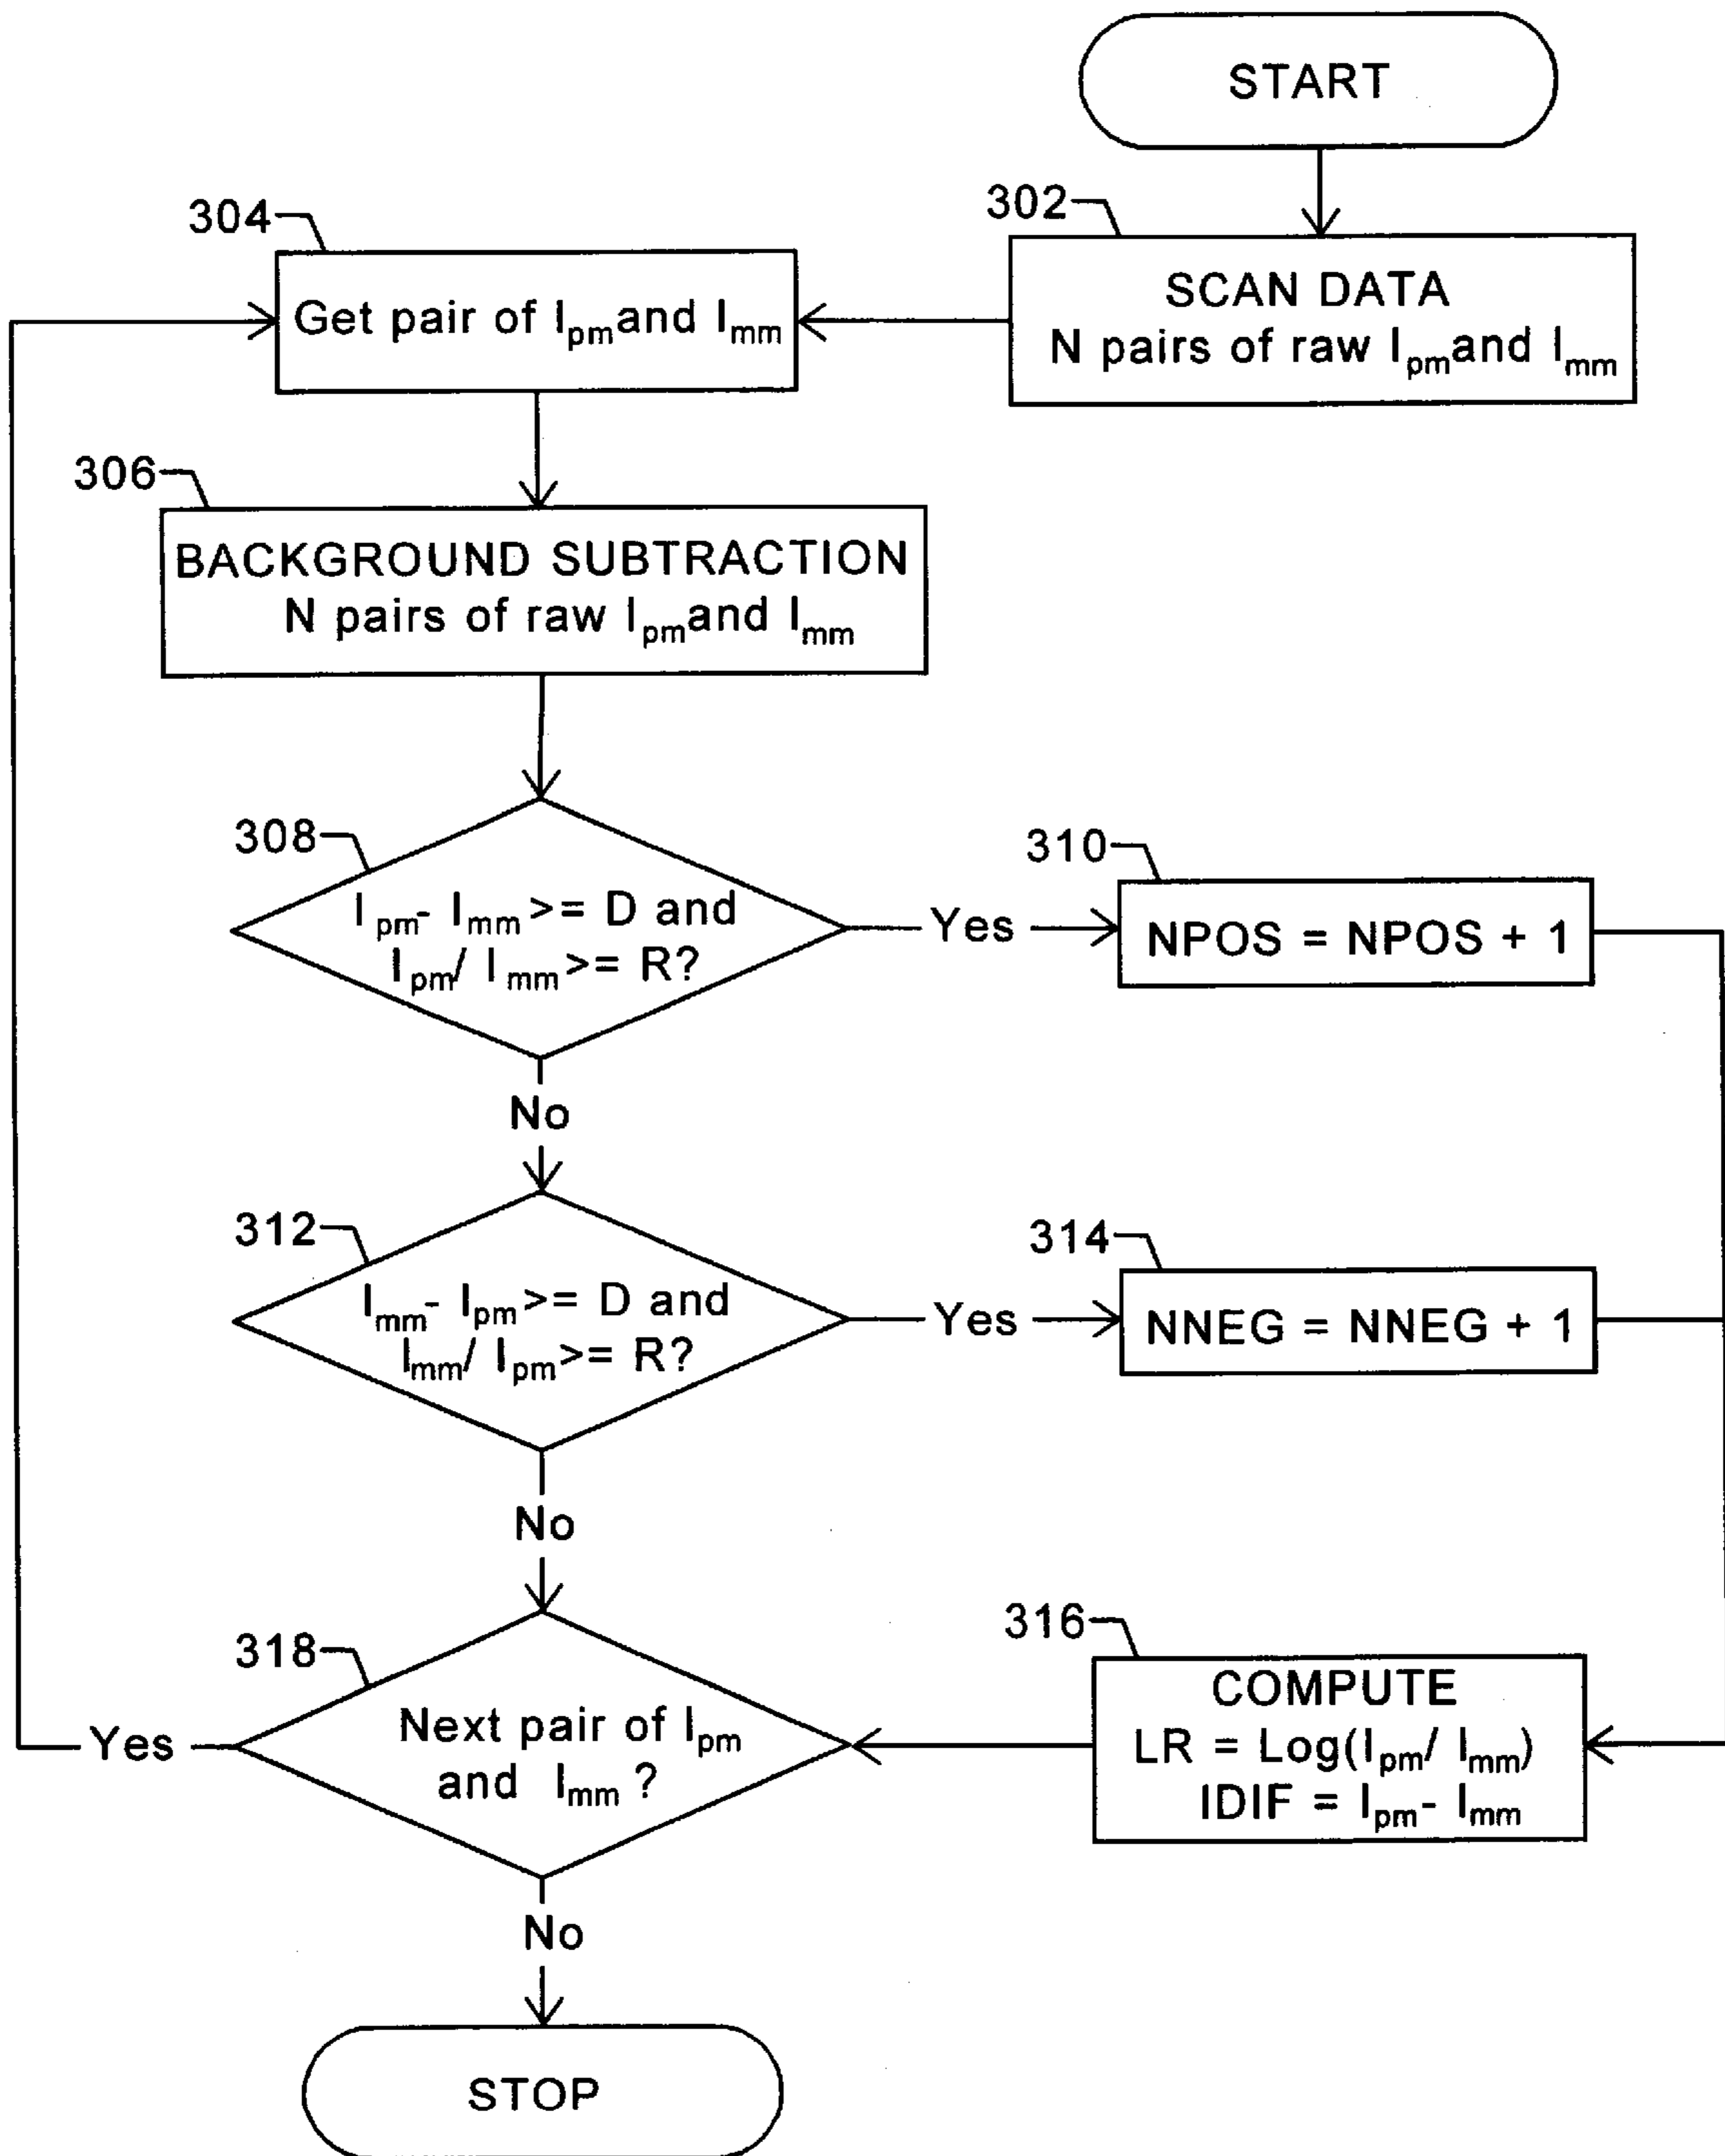 START
302
SCAN DATA
N pairs of raw Ipm and Imm
304
Get pair of Ipm and Imm
306
BACKGROUND SUBTRACTION
N pairs of raw Ipm and Imm
308
Ipm - Imm >= D and
Ipm / Imm >= R?
Yes
310
NPOS = NPOS + 1
No
312
Imm - Ipm >= D and
Imm / Ipm >= R?
Yes
314
NNEG = NNEG + 1
No
316
COMPUTE
LR = Log(Ipm / Imm)
IDIF = Ipm - Imm
318
Next pair of Ipm
and Imm ?
Yes
No
STOP